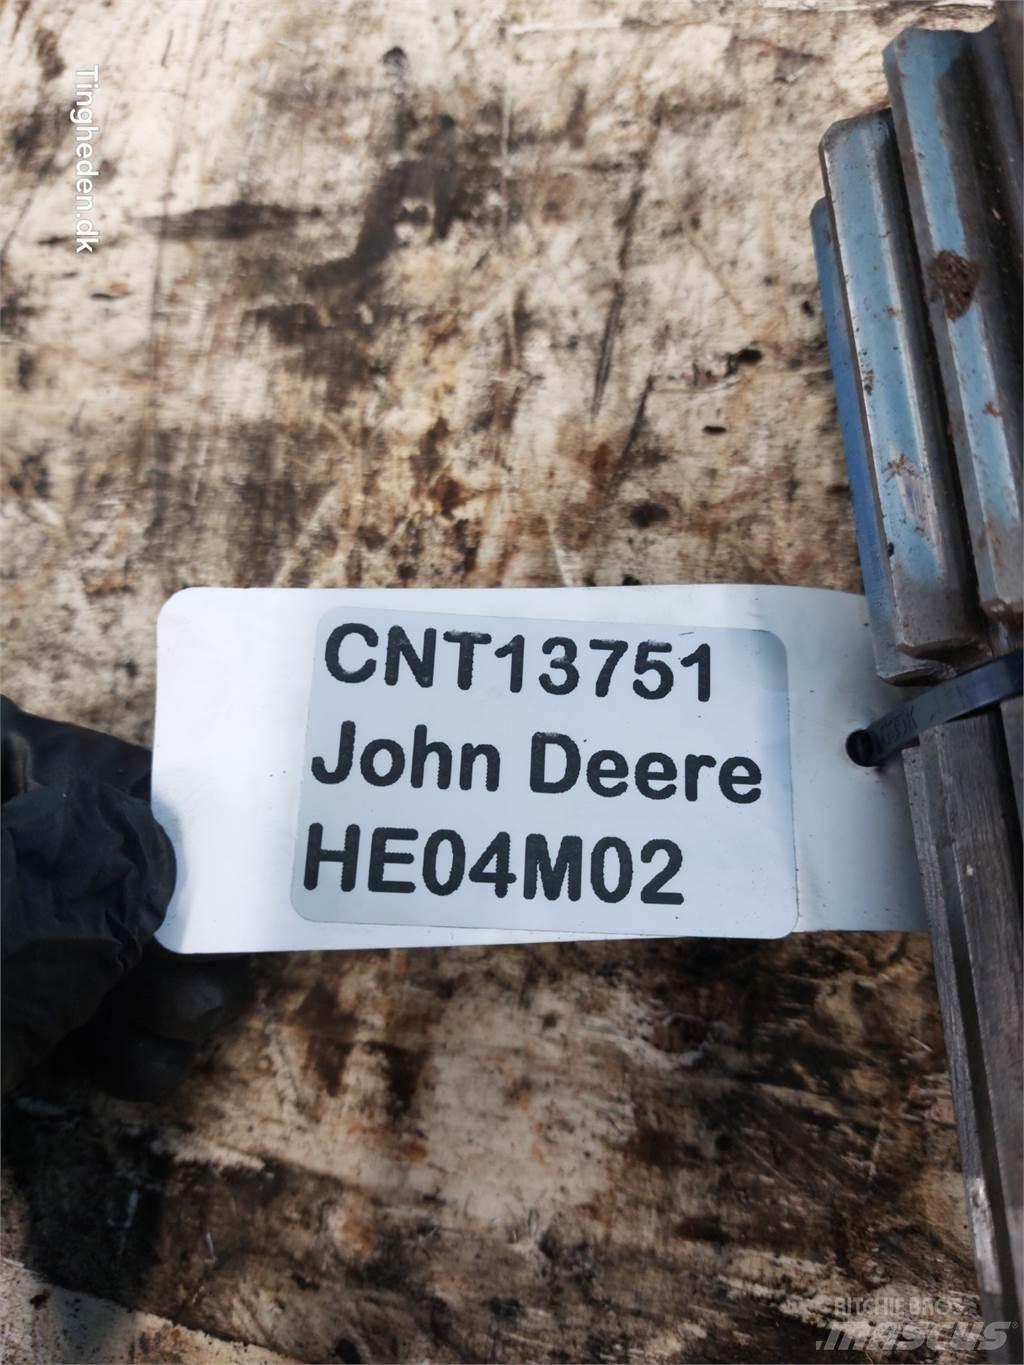 Tingheden.dk
CNT13751
John Deere
HE04M02
RITCHIE BROS
MASCUS